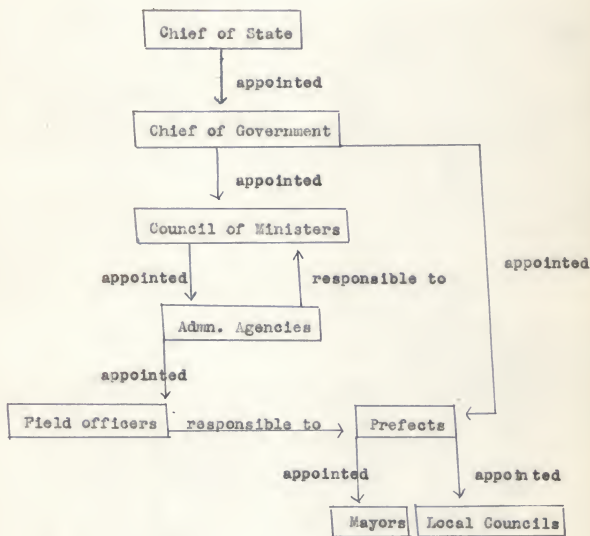 Chief of State
appointed
Chief of Government
appointed
Council of Ministers
appointed
appointed responsible to
Admn. Agencies
appointed
Field officers responsible to Prefects
appointed appointed
Mayors Local Councils